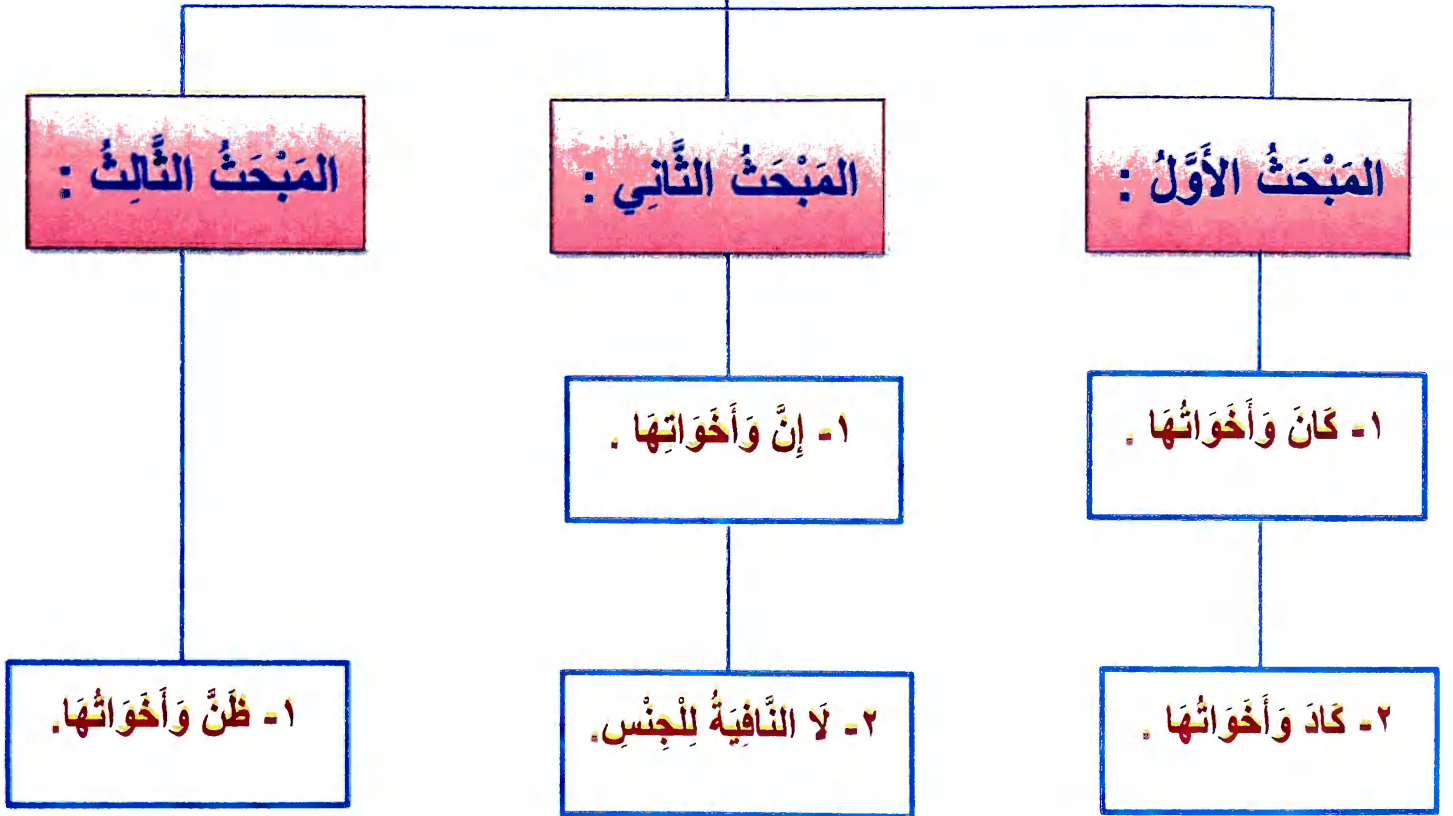 المَبْحَثُ الأَوَّلُ :
المَبْحَثُ الثَّانِي :
المَبْحَثُ الثَّالِثُ :
١- كَانَ وَأَخَوَاتُهَا .
١- إِنَّ وَأَخَوَاتِهَا .
٢- كَادَ وَأَخَوَاتُهَا .
٢- لَا النَّافِيَةُ لِلْجِنْسِ.
١- ظَنَّ وَأَخَوَاتُهَا.